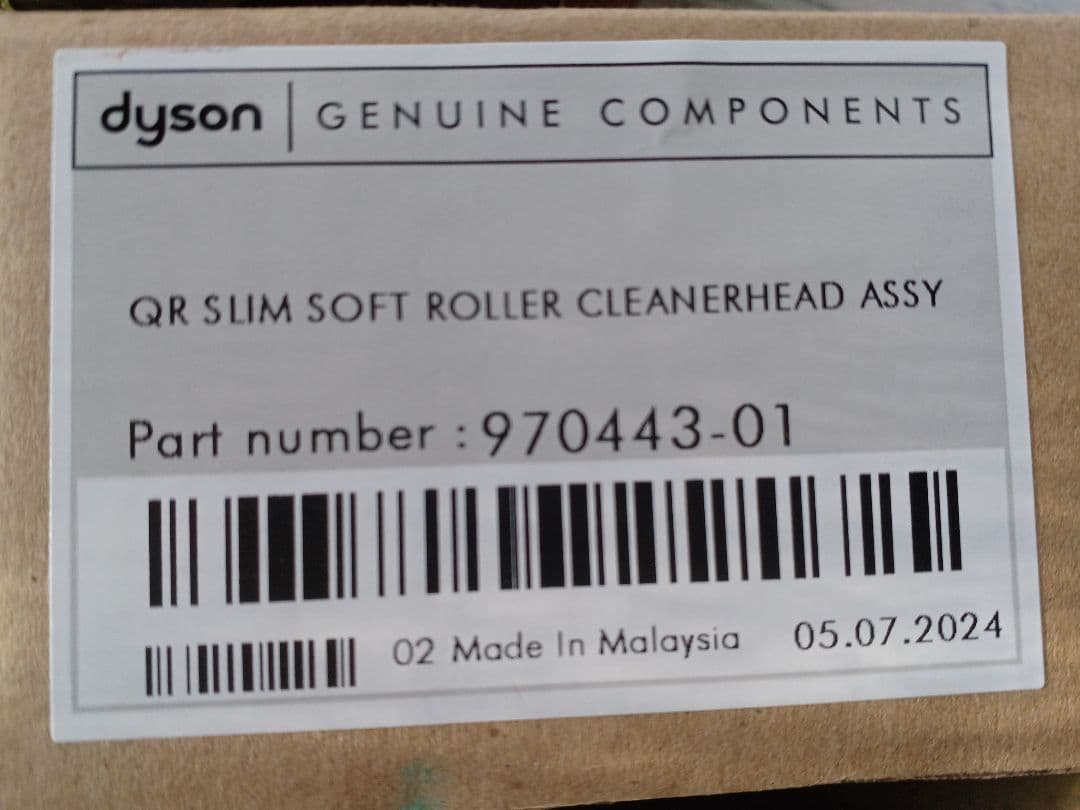 dyson | GENUINE COMPONENTS
QR SLIM SOFT ROLLER CLEANERHEAD ASSY
Part number : 970443-01
02 Made In Malaysia 05.07.2024